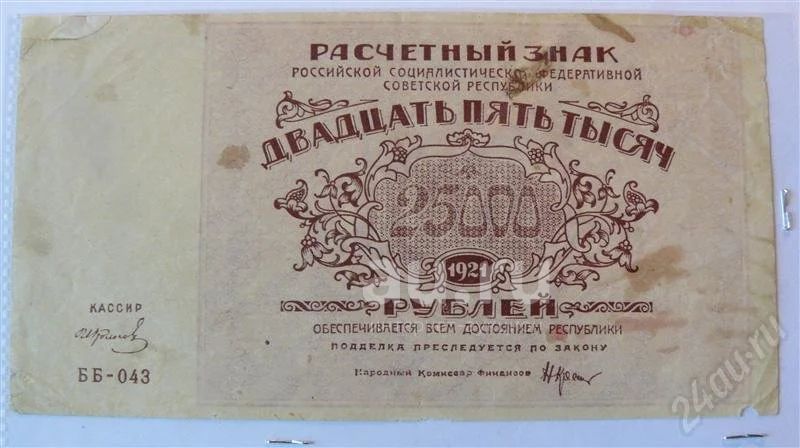 РАСЧЕТНЫЙ ЗНАК
РОССИЙСКОЙ СОЦИАЛИСТИЧЕСКОЙ ФЕДЕРАТИВНОЙ
СОВЕТСКОЙ РЕСПУБЛИКИ
ДВАДЦАТЬ ПЯТЬ ТЫСЯЧ
25000
1921
РУБЛЕЙ
ОБЕСПЕЧИВАЕТСЯ ВСЕМ ДОСТОЯНИЕМ РЕСПУБЛИКИ
ПОДДЕЛКА ПРЕСЛЕДУЕТСЯ ПО ЗАКОНУ
Народный Комиссар Финансов
КАССИР
ББ-043
24au.ru